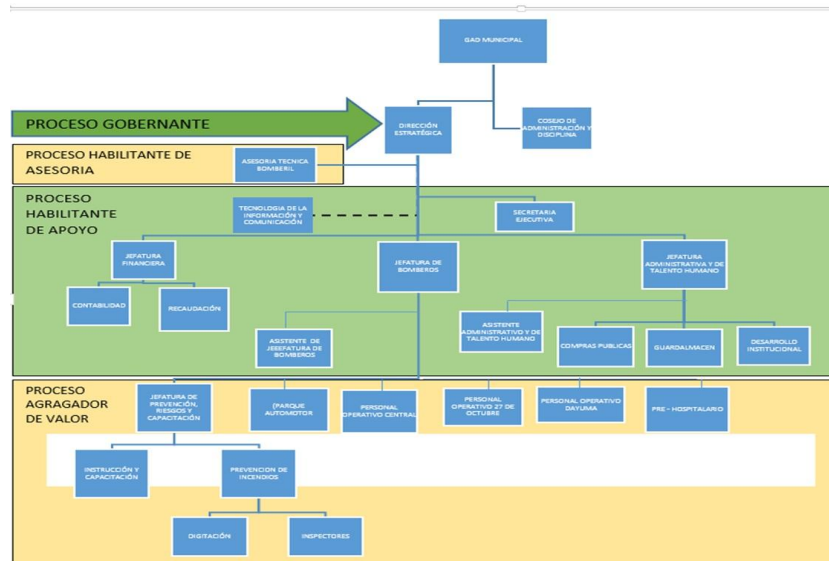 GAD MUNICIPAL
PROCESO GOBERNANTE
DIRECCIÓN
ESTRATÉGICA
COSEJO DE
ADMINISTRACIÓN Y
DISCIPLINA
PROCESO HABILITANTE DE
ASESORIA
ASESORIA TECNICA
BOMBERIL
PROCESO
HABILITANTE
DE APOYO
TECNOLOGIA DE LA
INFORMACIÓN Y
COMUNICACIÓN
SECRETARIA
EJECUTIVA
JEFATURA
FINANCIERA
JEFATURA DE
BOMBEROS
JEFATURA
ADMINISTRATIVA Y DE
TALENTO HUMANO
CONTABILIDAD
RECAUDACIÓN
ASISTENTE DE
JEEEFATURA DE
BOMBEROS
ASISTENTE
ADMINISTRATIVO Y DE
TALENTO HUMANO
COMPRAS PUBLICAS
GUARDALMACEN
DESARROLLO
INSTITUCIONAL
PROCESO
AGRAGADOR
DE VALOR
JEFATURA DE
PREVENCIÓN,
RIESGOS Y
CAPACITACIÓN
(PARQUE
AUTOMOTOR
PERSONAL
OPERATIVO CENTRAL
PERSONAL
OPERATIVO 27 DE
OCTUBRE
PERSONAL OPERATIVO
DAYUMA
PRE - HOSPITALARIO
INSTRUCCIÓN Y
CAPACITACIÓN
PREVENCION DE
INCENDIOS
DIGITACIÓN
INSPECTORES